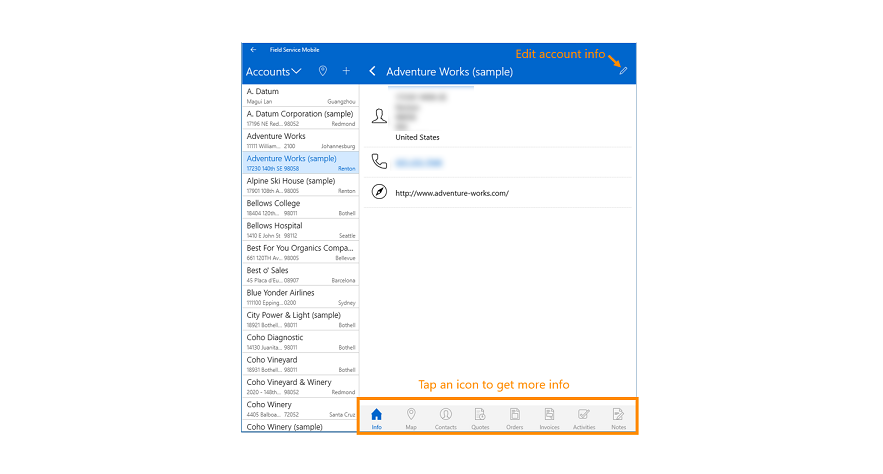 Field Service Mobile
Edit account info
Accounts
Adventure Works (sample)
A. Datum
Magui Lan Guangzhou
A. Datum Corporation (sample)
17196 NE Red... 98052 Redmond
Adventure Works
11111 William... 2100 Johannesburg
Adventure Works (sample)
17230 140th SE 98058 Renton
Alpine Ski House (sample)
17901 108th A... 98005 Renton
Bellows College
18404 120th... 98011 Bothell
Bellows Hospital
1410 E John St 98112 Seattle
Best For You Organics Compa...
661 120TH Av... 98005 Bellevue
Best o' Sales
45 Placa d'Eu... 08907 Barcelona
Blue Yonder Airlines
111100 Epping... 0200 Sydney
City Power & Light (sample)
18921 Bothell... 98011 Bothell
Coho Diagnostic
14130 Juanita... 98011 Bothell
Coho Vineyard
18931 Bothell... 98011 Bothell
Coho Vineyard & Winery
2020 - 148th... 98052 Redmond
Coho Winery
4405 Balboa... 72052 Santa Cruz
Coho Winery (sample)
United States
http://www.adventure-works.com/
Tap an icon to get more info
Info Map Contacts Quotes Orders Invoices Activities Notes